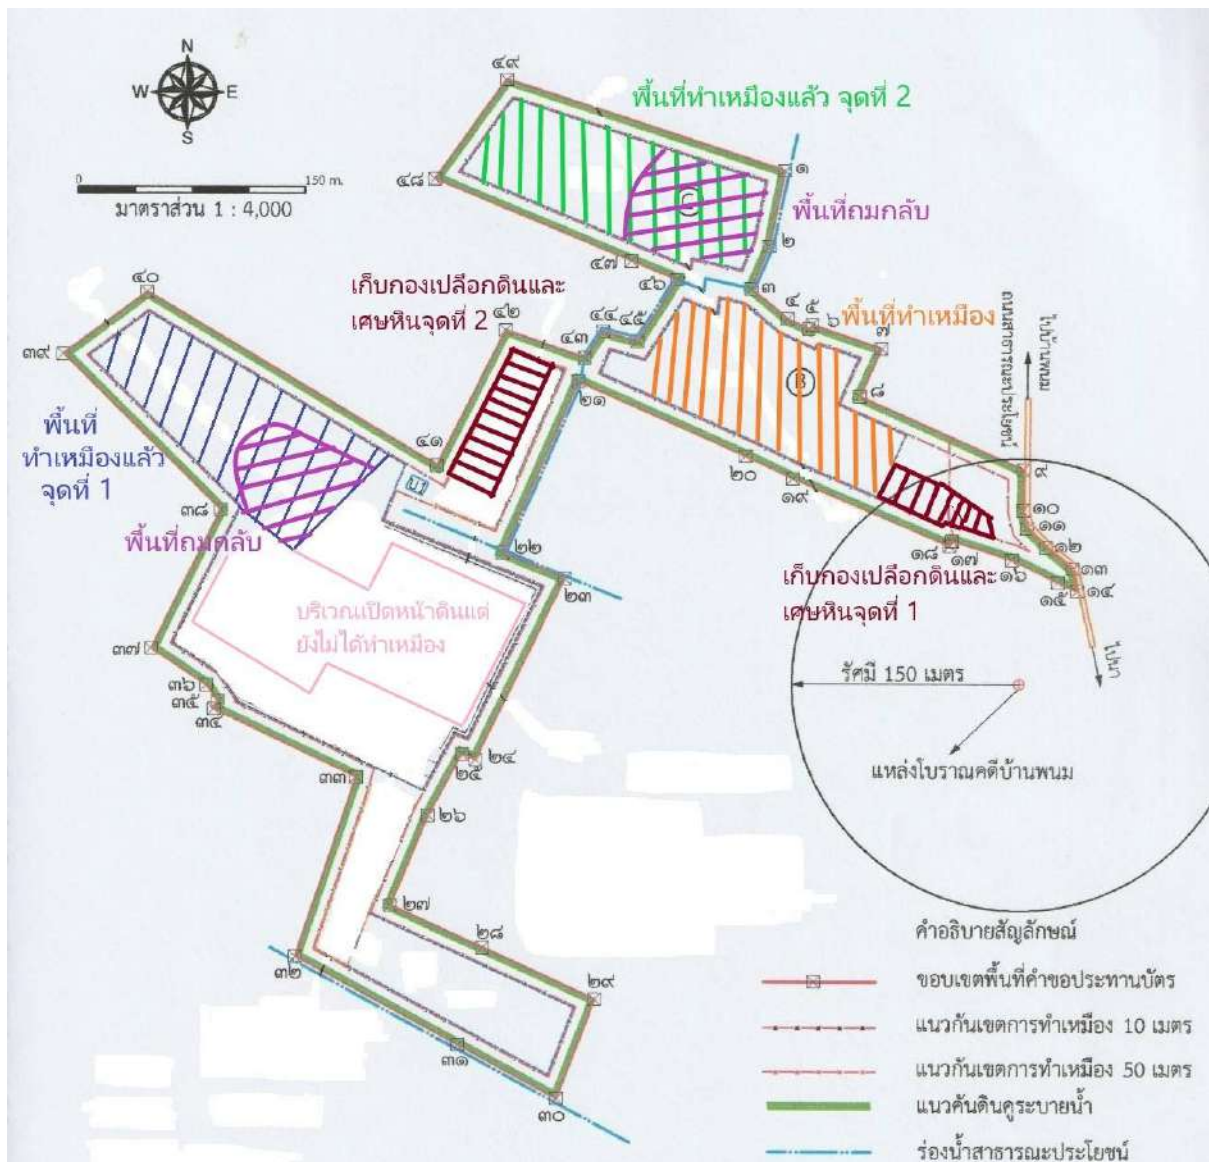 N
W E
S
0 150 m.
มาตราส่วน 1 : 4,000
๔๙
พื้นที่ทำเหมืองแล้ว จุดที่ 2
๔๘
๑
C
พื้นที่ถมกลับ
๒
๔๗
๔๖
๓
๔๐
เก็บกองเปลือกดินและ
เศษหินจุดที่ 2
๔๒
๔๔
๔๕
๔
๕
๖
พื้นที่ทำเหมือง
๗
ถนนสาธารณะประโยชน์
ไปบ้านพนม
๓๙
๔๓
๒๑
B
๘
พื้นที่
ทำเหมืองแล้ว
จุดที่ 1
๔๑
๒๐
๑๙
๙
๓๘
๑๐
๑๑
พื้นที่ถมกลับ
๒๒
๑๘
๑๗
๑๖
๑๒
๑๓
๑๔
๑๕
๒๓
เก็บกองเปลือกดินและ
เศษหินจุดที่ 1
บริเวณเปิดหน้าดินแต่
ยังไม่ได้ทำเหมือง
๓๗
ไปนา
รัศมี 150 เมตร
๓๖
๓๕
๓๔
๒๔
๒๕
๓๓
แหล่งโบราณคดีบ้านพนม
๒๖
๒๗
๒๘
คำอธิบายสัญลักษณ์
๓๒
ขอบเขตพื้นที่คำขอประทานบัตร
๒๙
แนวกันเขตการทำเหมือง 10 เมตร
๓๑
แนวกันเขตการทำเหมือง 50 เมตร
๓๐
แนวคันดินคูระบายน้ำ
ร่องน้ำสาธารณะประโยชน์